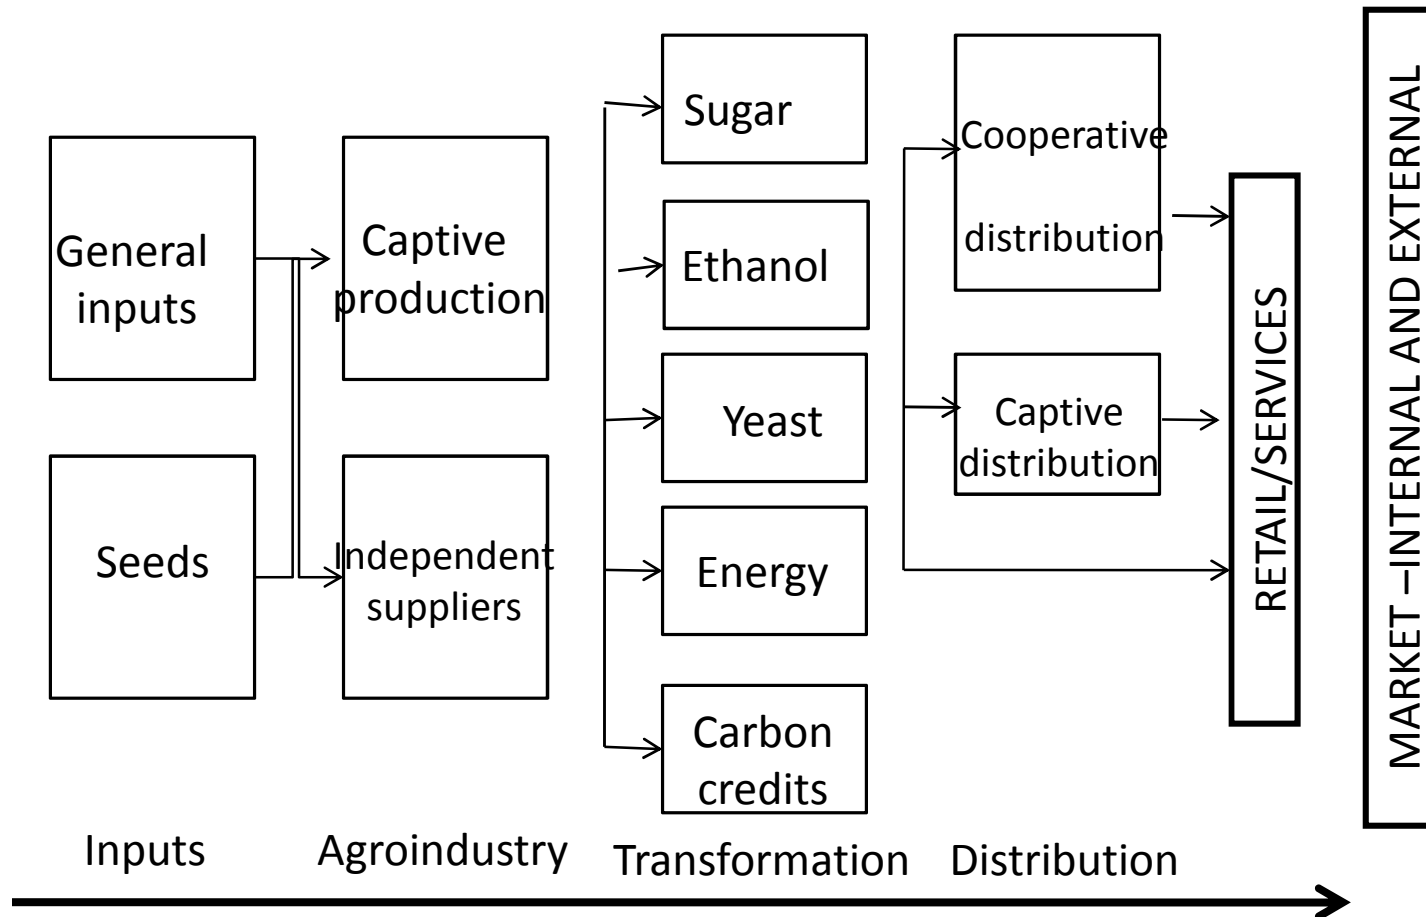 General
inputs
Seeds
Captive
production
Independent
suppliers
Sugar
Ethanol
Yeast
Energy
Carbon
credits
Cooperative
distribution
Captive
distribution
RETAIL/SERVICES
MARKET –INTERNAL AND EXTERNAL
Inputs
Agroindustry
Transformation
Distribution